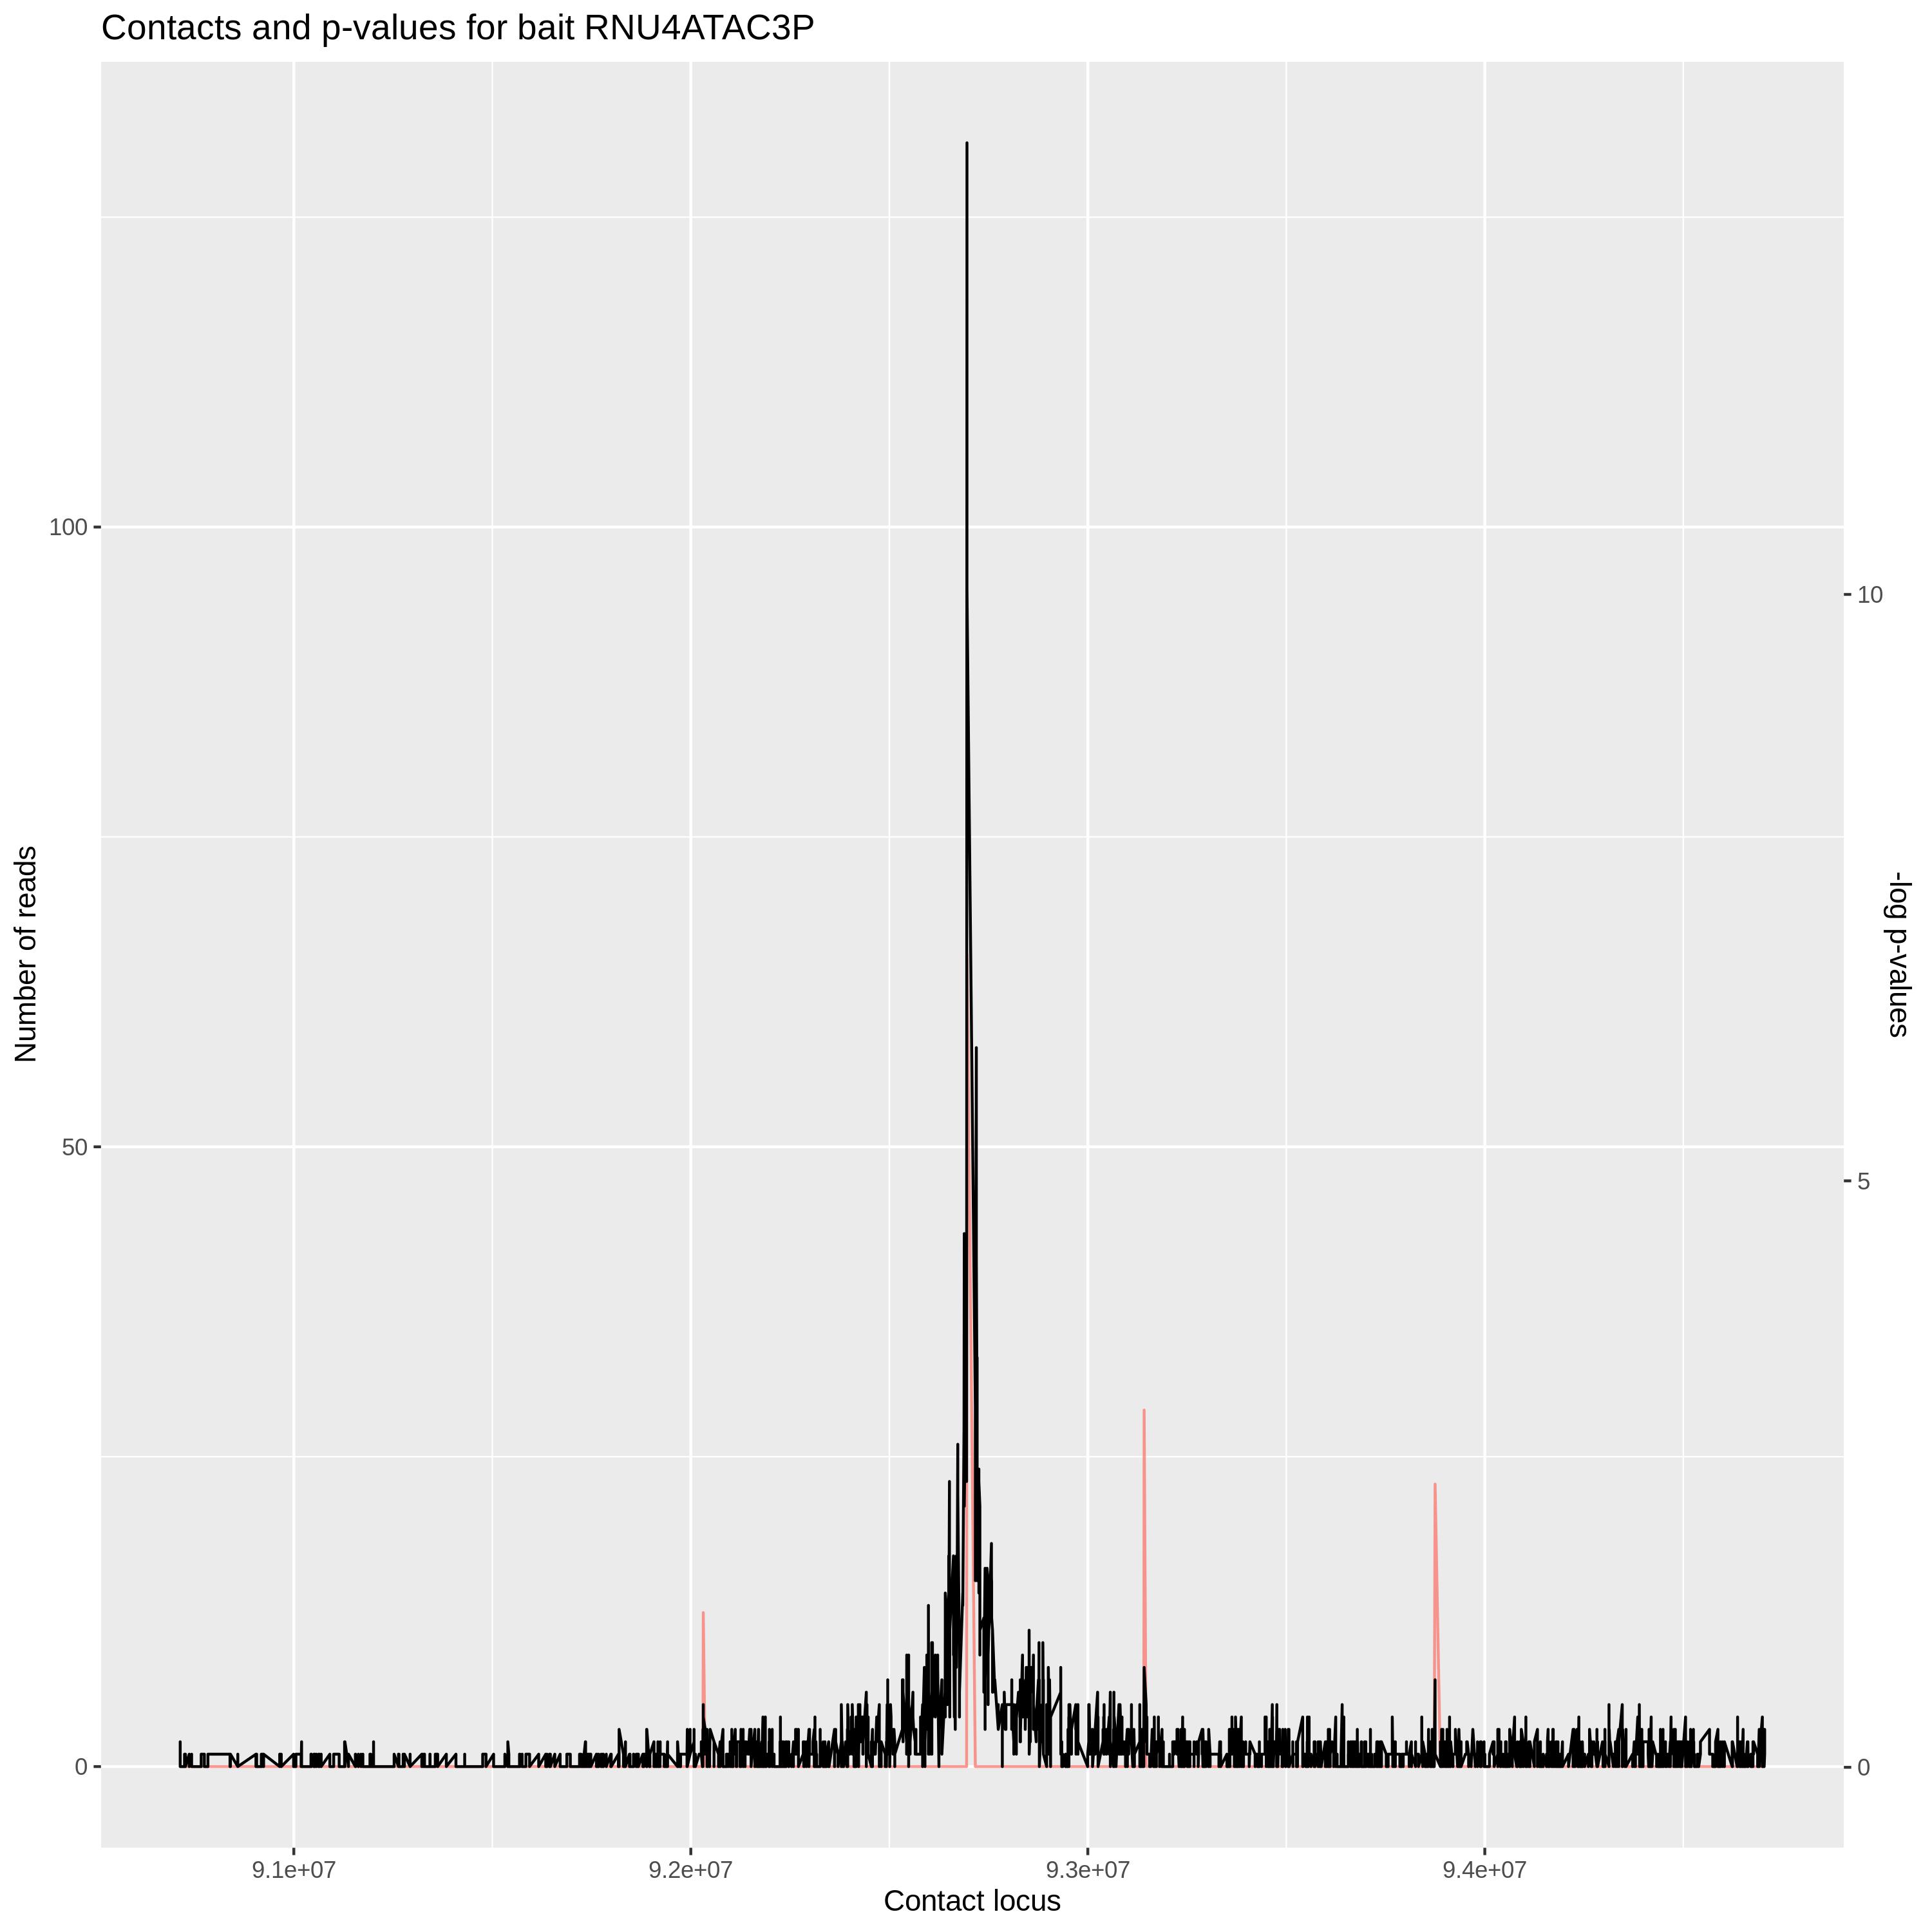 Contacts and p-values for bait RNU4ATAC3P
Number of reads
100
50
0
-log p-values
10
5
0
9.1e+07
9.2e+07
9.3e+07
9.4e+07
Contact locus